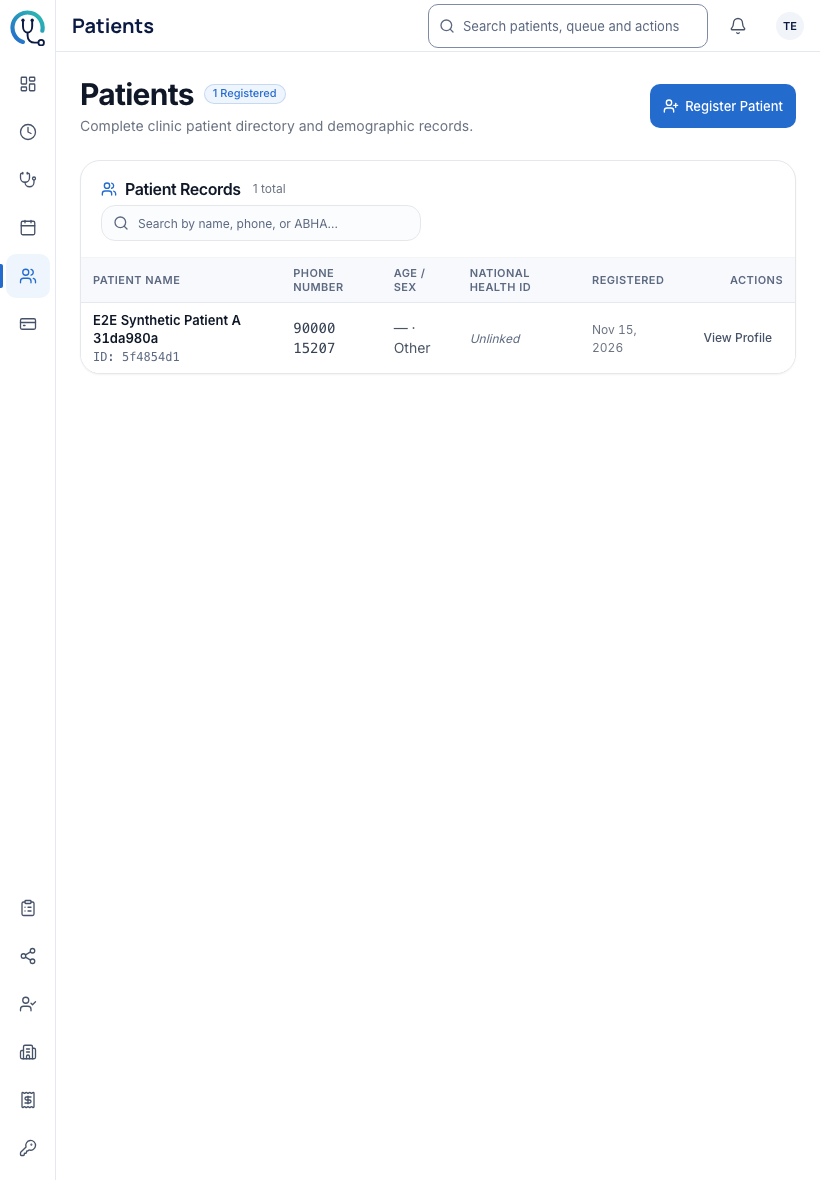 Patients
Search patients, queue and actions
TE
Patients
1 Registered
Complete clinic patient directory and demographic records.
Register Patient
Patient Records
1 total
Search by name, phone, or ABHA...
PATIENT NAME
PHONE
NUMBER
AGE /
SEX
NATIONAL
HEALTH ID
REGISTERED
ACTIONS
E2E Synthetic Patient A
31da980a
ID: 5f4854d1
90000
15207
— ·
Other
Unlinked
Nov 15,
2026
View Profile